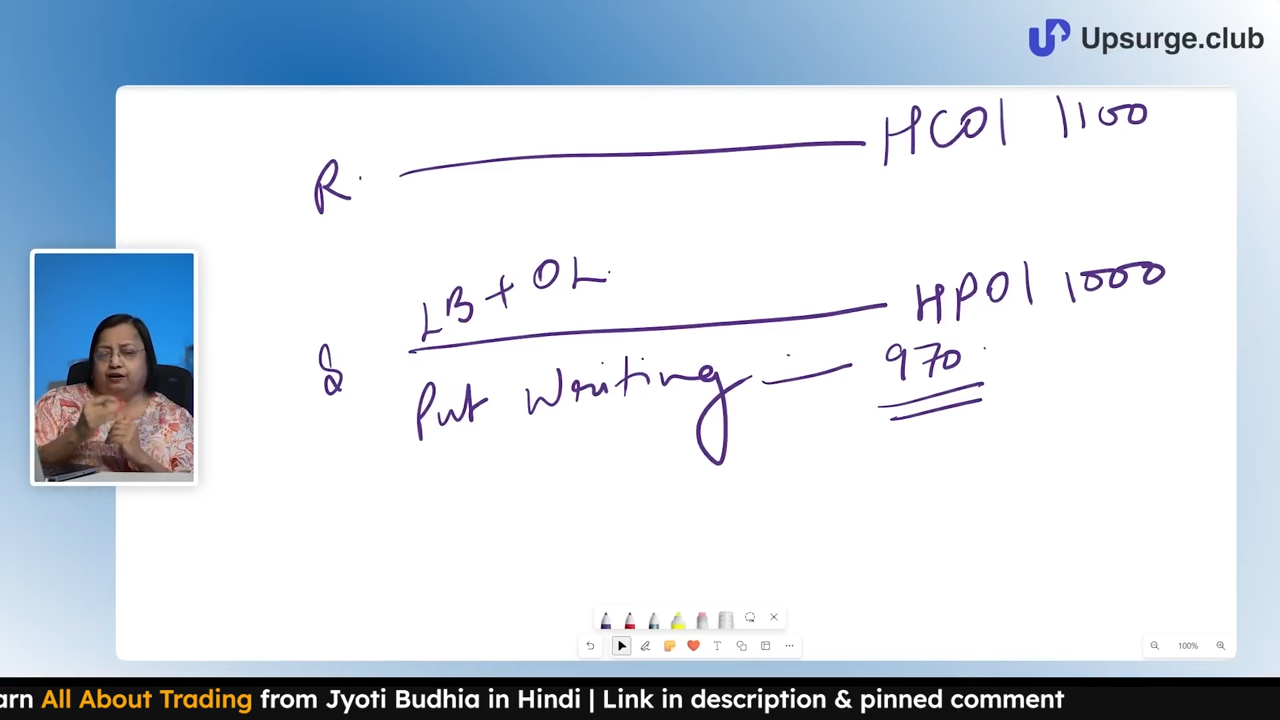 Upsurge.club
R. HCOI 1100
LB + OL
S HPOI 1000
Put Writing — 970
100%
arn All About Trading from Jyoti Budhia in Hindi | Link in description & pinned comment